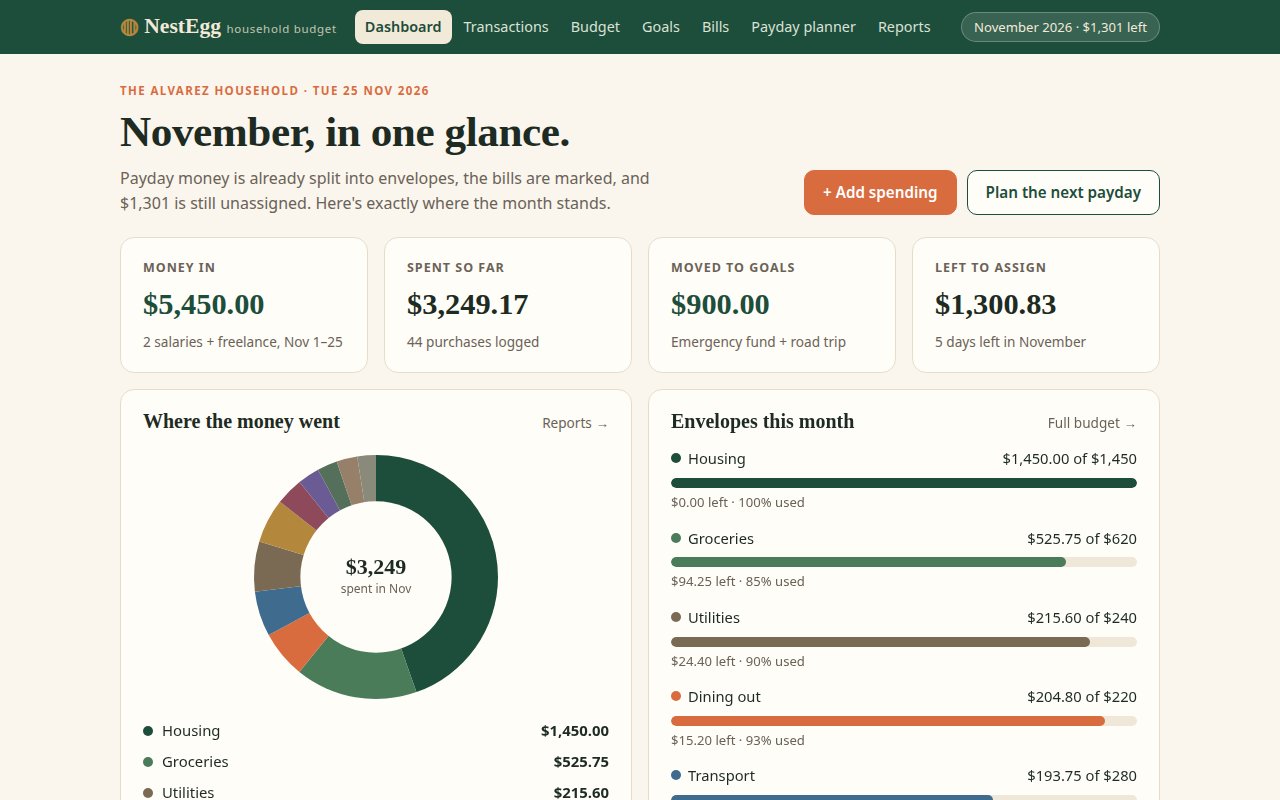 NestEgg household budget
Dashboard
Transactions
Budget
Goals
Bills
Payday planner
Reports
November 2026 · $1,301 left
THE ALVAREZ HOUSEHOLD · TUE 25 NOV 2026
November, in one glance.
Payday money is already split into envelopes, the bills are marked, and
$1,301 is still unassigned. Here's exactly where the month stands.
+ Add spending
Plan the next payday
MONEY IN
$5,450.00
2 salaries + freelance, Nov 1–25
SPENT SO FAR
$3,249.17
44 purchases logged
MOVED TO GOALS
$900.00
Emergency fund + road trip
LEFT TO ASSIGN
$1,300.83
5 days left in November
Where the money went
Reports →
$3,249
spent in Nov
Housing $1,450.00
Groceries $525.75
Utilities $215.60
Envelopes this month
Full budget →
Housing $1,450.00 of $1,450
$0.00 left · 100% used
Groceries $525.75 of $620
$94.25 left · 85% used
Utilities $215.60 of $240
$24.40 left · 90% used
Dining out $204.80 of $220
$15.20 left · 93% used
Transport $193.75 of $280